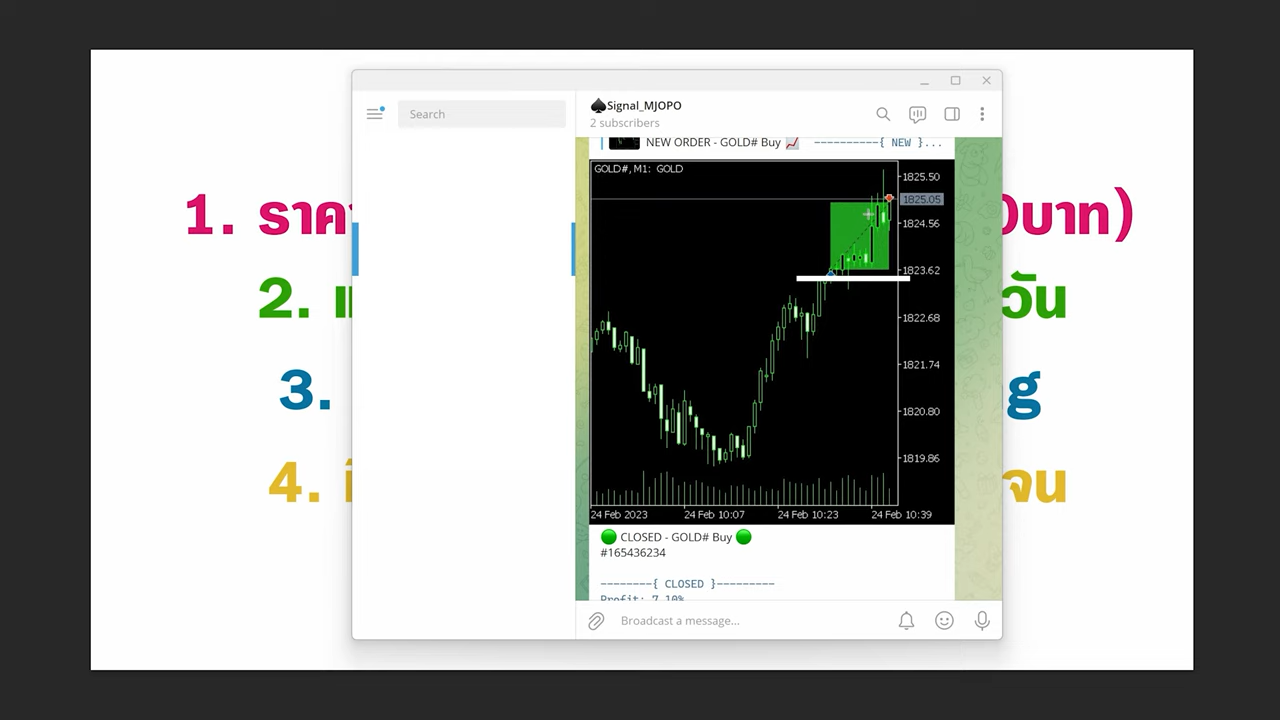 Search
♠Signal_MJOPO
2 subscribers
NEW ORDER - GOLD# Buy 📈 ----------{ NEW }...
GOLD#, M1: GOLD
1825.50
1825.05
1824.56
1823.62
1822.68
1821.74
1820.80
1819.86
24 Feb 2023 24 Feb 10:07 24 Feb 10:23 24 Feb 10:39
🟢 CLOSED - GOLD# Buy 🟢
#165436234
--------{ CLOSED }---------
Profit: 7.10%
Broadcast a message...
1. บาท)
2. วัน
3.
4. จน